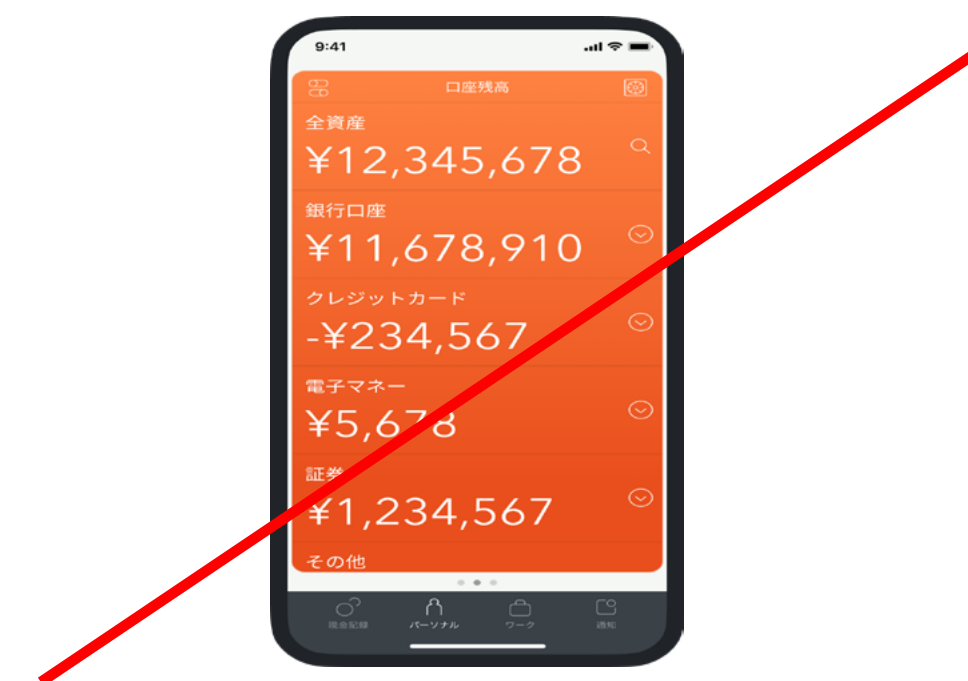 9:41
口座残高
全資産
¥12,345,678
銀行口座
¥11,678,910
クレジットカード
-¥234,567
電子マネー
¥5,678
証券
¥1,234,567
その他
現金記録 パーソナル ワーク 通知